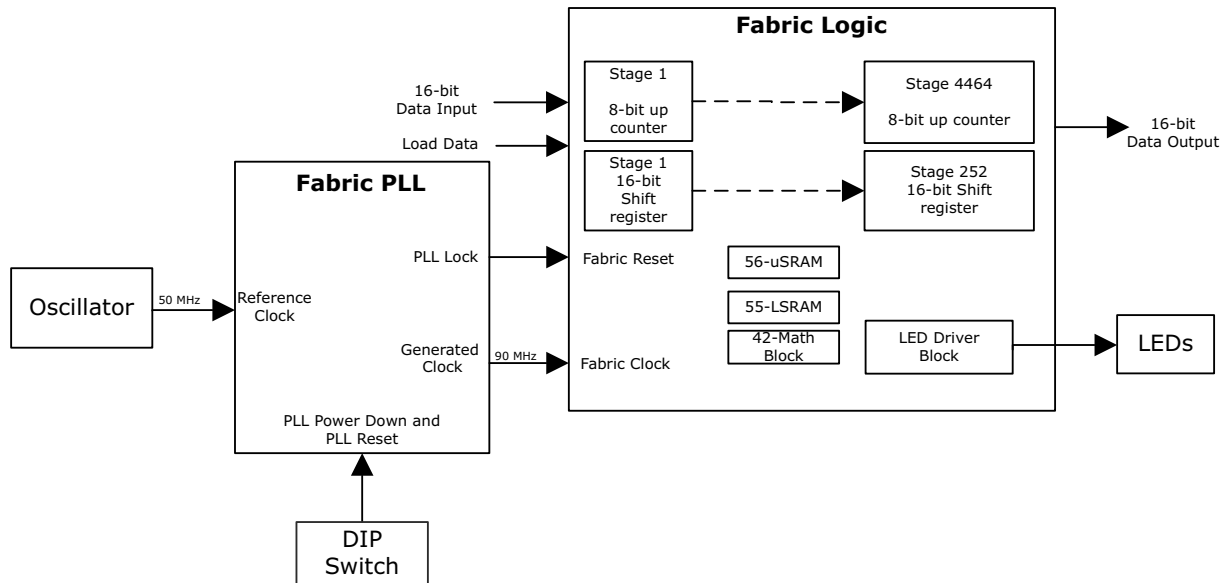 Fabric Logic
Stage 1
8-bit up
counter
Stage 4464
8-bit up counter
16-bit
Data Input
Load Data
16-bit
Data Output
Stage 1
16-bit
Shift
register
Stage 252
16-bit Shift
register
Fabric PLL
PLL Lock
Fabric Reset
56-uSRAM
55-LSRAM
42-Math
Block
LED Driver
Block
LEDs
Oscillator
50 MHz
Reference
Clock
Generated
Clock
90 MHz
Fabric Clock
PLL Power Down and
PLL Reset
DIP
Switch